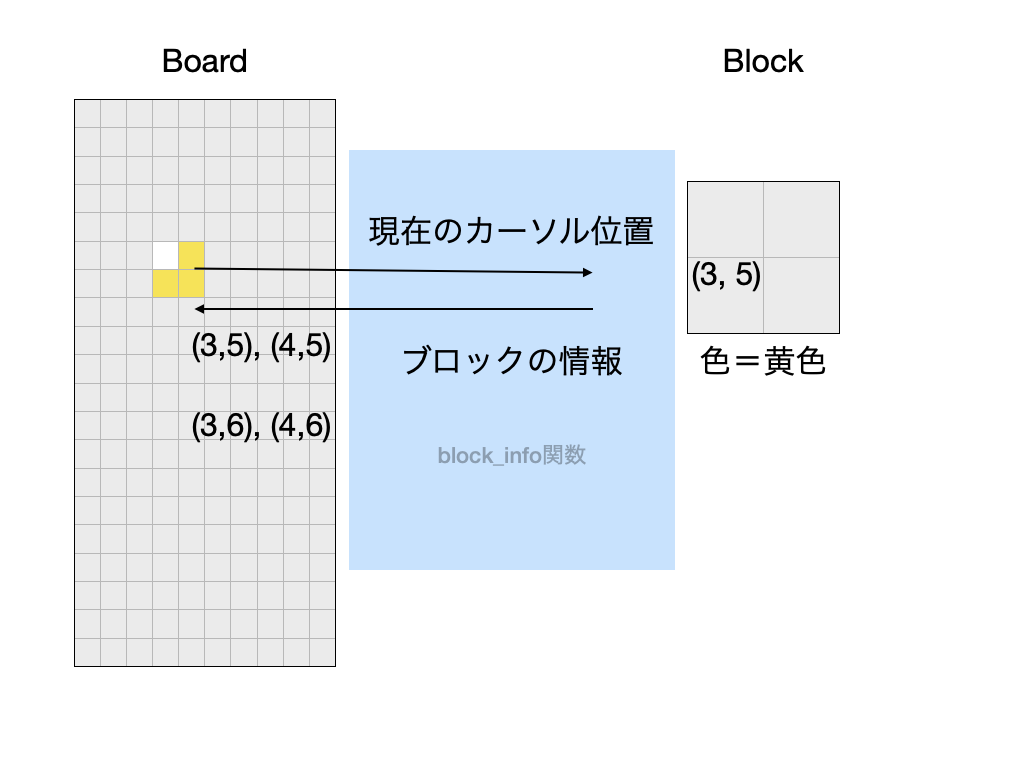 Board
Block
現在のカーソル位置
(3, 5)
(3,5), (4,5)
ブロックの情報
色＝黄色
(3,6), (4,6)
block_info関数